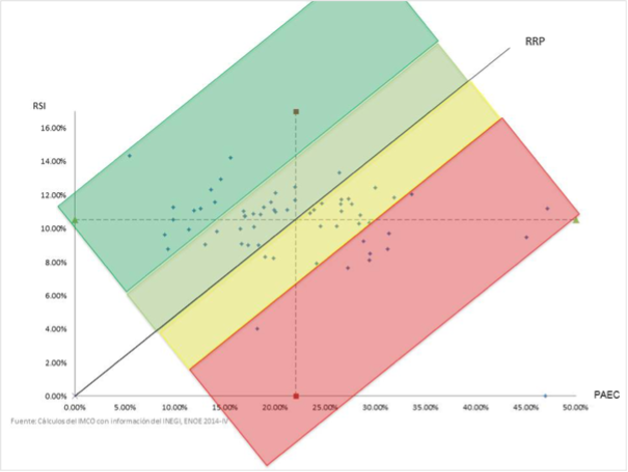 RRP
RSI
16.00%
14.00%
12.00%
10.00%
8.00%
6.00%
4.00%
2.00%
0.00%
PAEC
0.00% 5.00% 10.00% 15.00% 20.00% 25.00% 30.00% 35.00% 40.00% 45.00% 50.00%
Fuente: Cálculos del IMCO con información del INEGI, ENOE 2014-IV